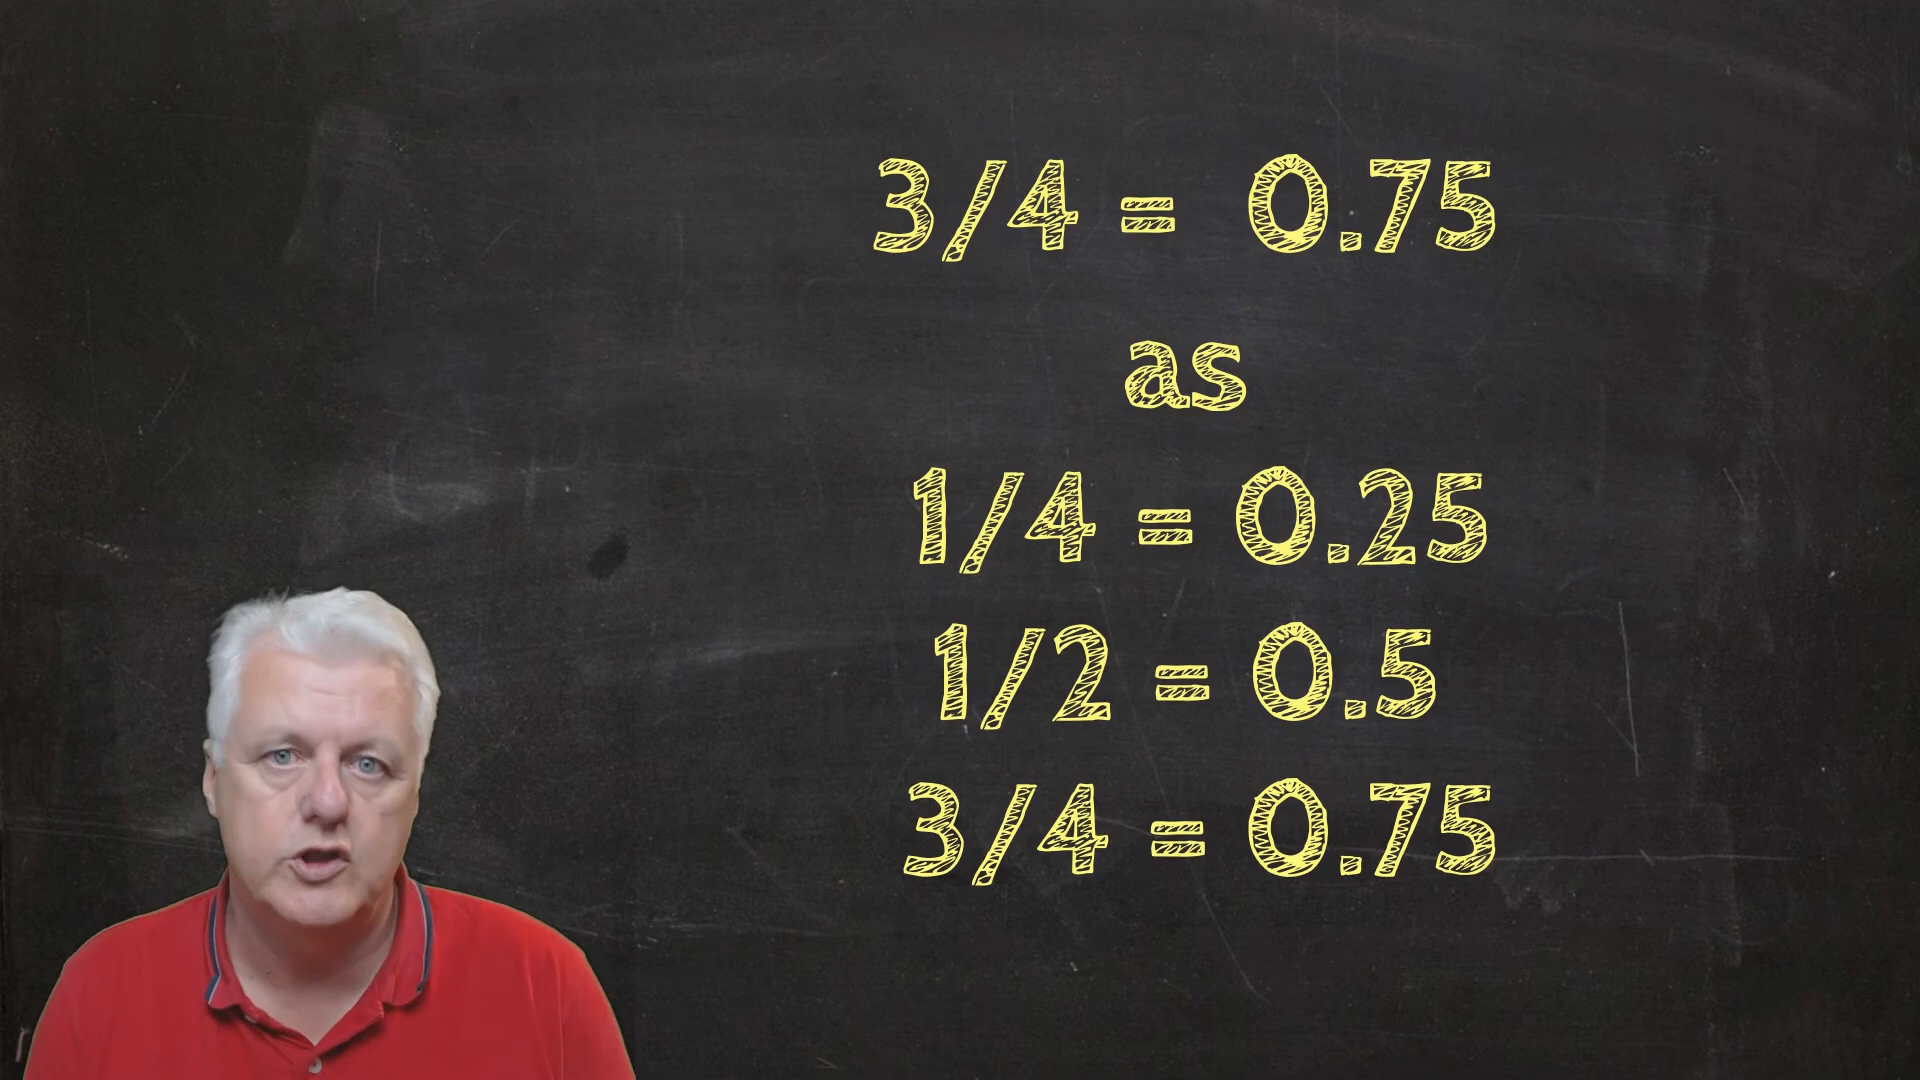 3/4 = 0.75
as
1/4 = 0.25
1/2 = 0.5
3/4 = 0.75